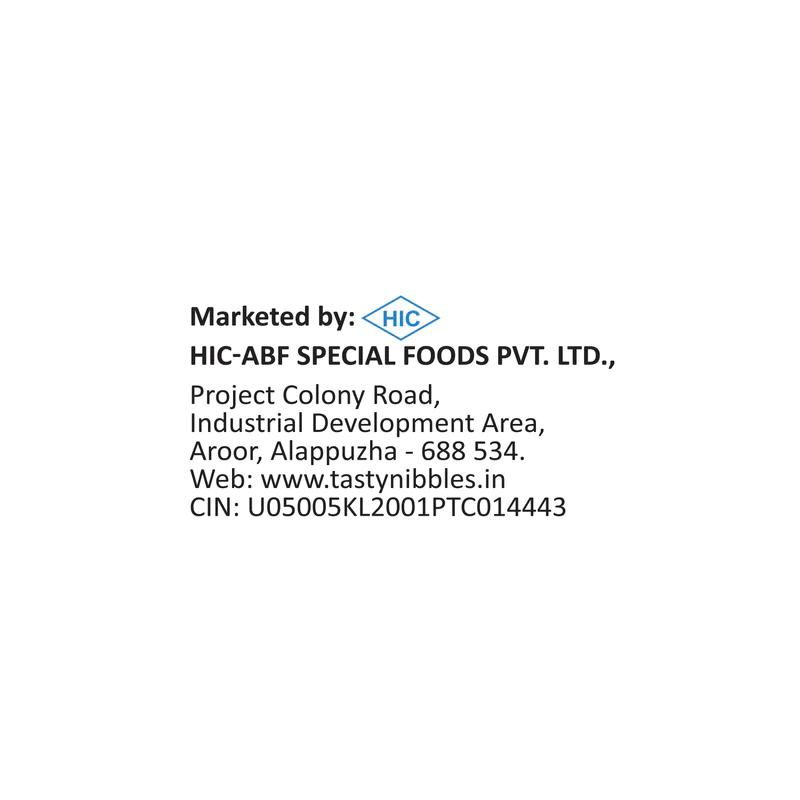 Marketed by: HIC
HIC-ABF SPECIAL FOODS PVT. LTD.,
Project Colony Road,
Industrial Development Area,
Aroor, Alappuzha - 688 534.
Web: www.tastynibbles.in
CIN: U05005KL2001PTC014443